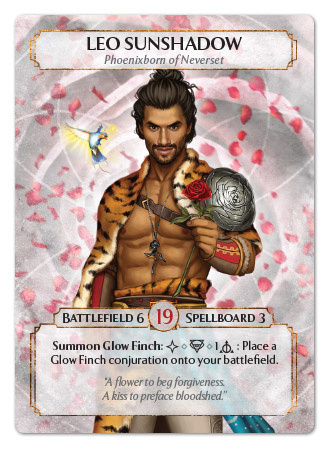 LEO SUNSHADOW
Phoenixborn of Neverset
BATTLEFIELD 6 19 SPELLBOARD 3
Summon Glow Finch: 1 : Place a
Glow Finch conjuration onto your battlefield.
"A flower to beg forgiveness.
A kiss to preface bloodshed."